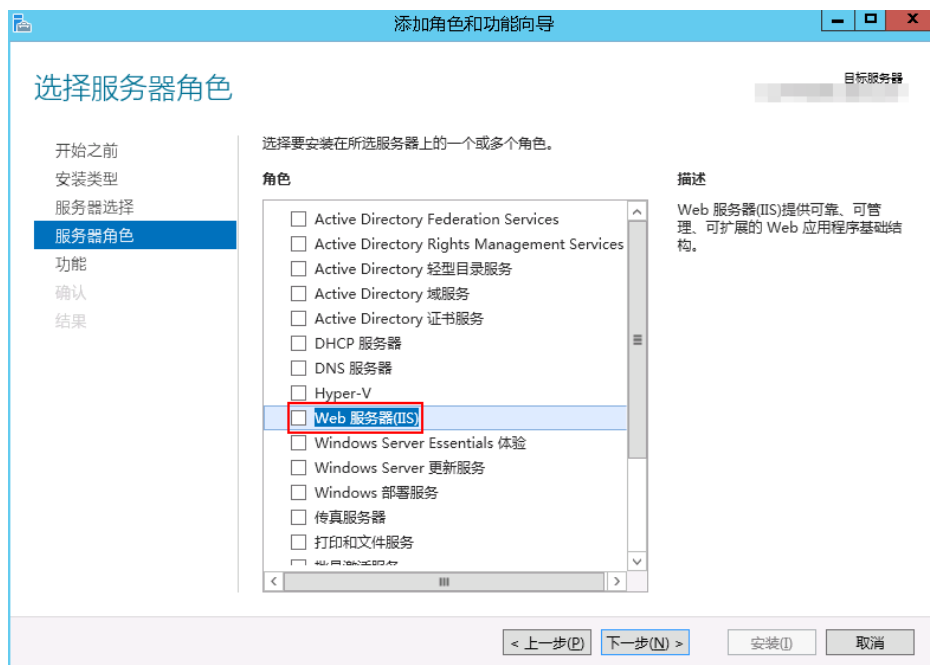 添加角色和功能向导
选择服务器角色
目标服务器
开始之前
安装类型
服务器选择
服务器角色
功能
确认
结果
选择要安装在所选服务器上的一个或多个角色。
角色
Active Directory Federation Services
Active Directory Rights Management Services
Active Directory 轻型目录服务
Active Directory 域服务
Active Directory 证书服务
DHCP 服务器
DNS 服务器
Hyper-V
Web 服务器(IIS)
Windows Server Essentials 体验
Windows Server 更新服务
Windows 部署服务
传真服务器
打印和文件服务
批量激活服务
描述
Web 服务器(IIS)提供可靠、可管
理、可扩展的 Web 应用程序基础结
构。
< 上一步(P)
下一步(N) >
安装(I)
取消